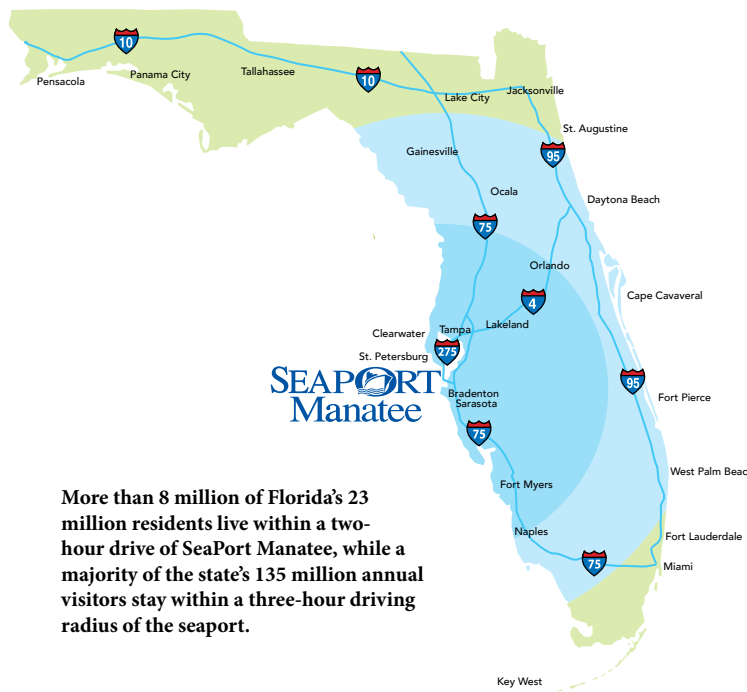 10
Pensacola
Panama City
Tallahassee
10
Lake City
Jacksonville
St. Augustine
95
Gainesville
Ocala
Daytona Beach
75
Orlando
4
Cape Cavaveral
Clearwater
Tampa
Lakeland
275
St. Petersburg
SEAPORT
Manatee
Bradenton
Sarasota
95
Fort Pierce
75
West Palm Beac
Fort Myers
Naples
Fort Lauderdale
75
Miami
Key West
More than 8 million of Florida’s 23
million residents live within a two-
hour drive of SeaPort Manatee, while a
majority of the state’s 135 million annual
visitors stay within a three-hour driving
radius of the seaport.